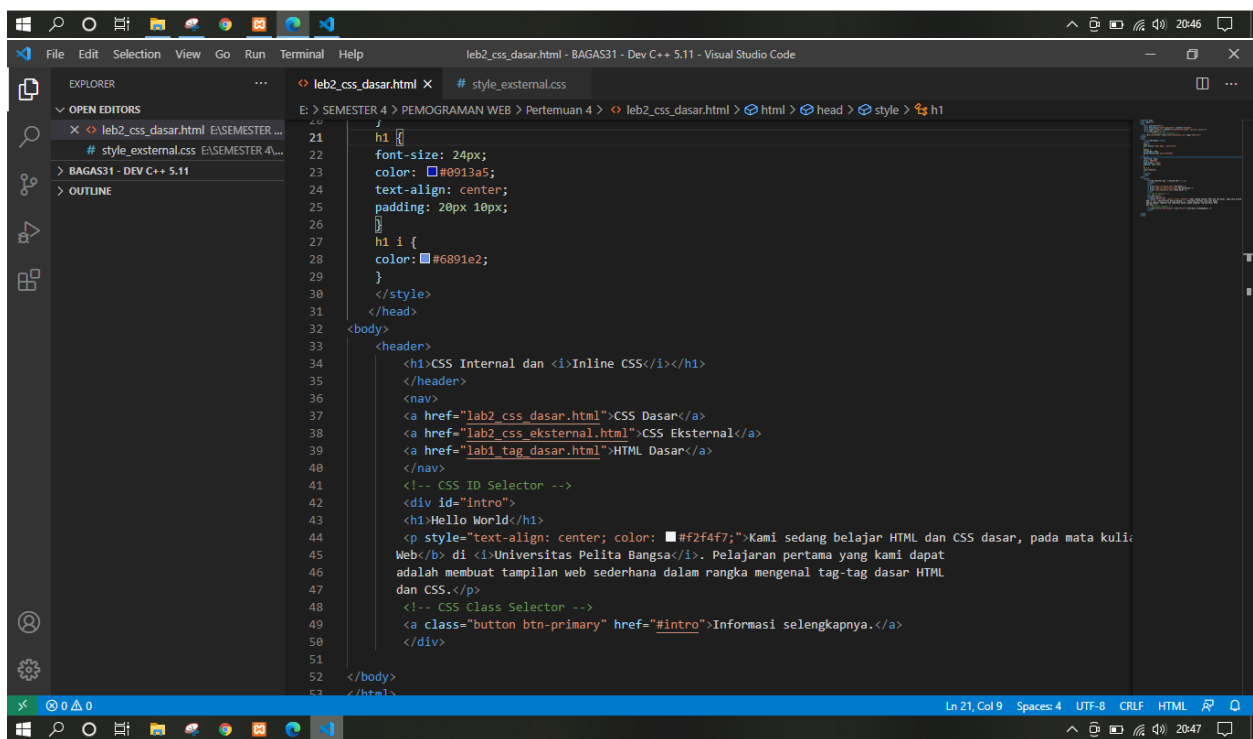 20:46
File Edit Selection View Go Run Terminal Help
leb2_css_dasar.html - BAGAS31 - Dev C++ 5.11 - Visual Studio Code
EXPLORER
OPEN EDITORS
leb2_css_dasar.html E:\SEMESTER ...
# style_exsternal.css E:\SEMESTER 4\...
BAGAS31 - DEV C++ 5.11
OUTLINE
leb2_css_dasar.html # style_exsternal.css
E: > SEMESTER 4 > PEMOGRAMAN WEB > Pertemuan 4 > leb2_css_dasar.html > html > head > style > h1
20 }
21 h1 {
22 font-size: 24px;
23 color: #0913a5;
24 text-align: center;
25 padding: 20px 10px;
26 }
27 h1 i {
28 color: #6891e2;
29 }
30 </style>
31 </head>
32 <body>
33 <header>
34 <h1>CSS Internal dan <i>Inline CSS</i></h1>
35 </header>
36 <nav>
37 <a href="lab2_css_dasar.html">CSS Dasar</a>
38 <a href="lab2_css_eksternal.html">CSS Eksternal</a>
39 <a href="lab1_tag_dasar.html">HTML Dasar</a>
40 </nav>
41 <!-- CSS ID Selector -->
42 <div id="intro">
43 <h1>Hello World</h1>
44 <p style="text-align: center; color: #f2f4f7;">Kami sedang belajar HTML dan CSS dasar, pada mata kulia
45 Web</b> di <i>Universitas Pelita Bangsa</i>. Pelajaran pertama yang kami dapat
46 adalah membuat tampilan web sederhana dalam rangka mengenal tag-tag dasar HTML
47 dan CSS.</p>
48 <!-- CSS Class Selector -->
49 <a class="button btn-primary" href="#intro">Informasi selengkapnya.</a>
50 </div>
51
52 </body>
53 </html>
0 0
Ln 21, Col 9 Spaces: 4 UTF-8 CRLF HTML
20:47